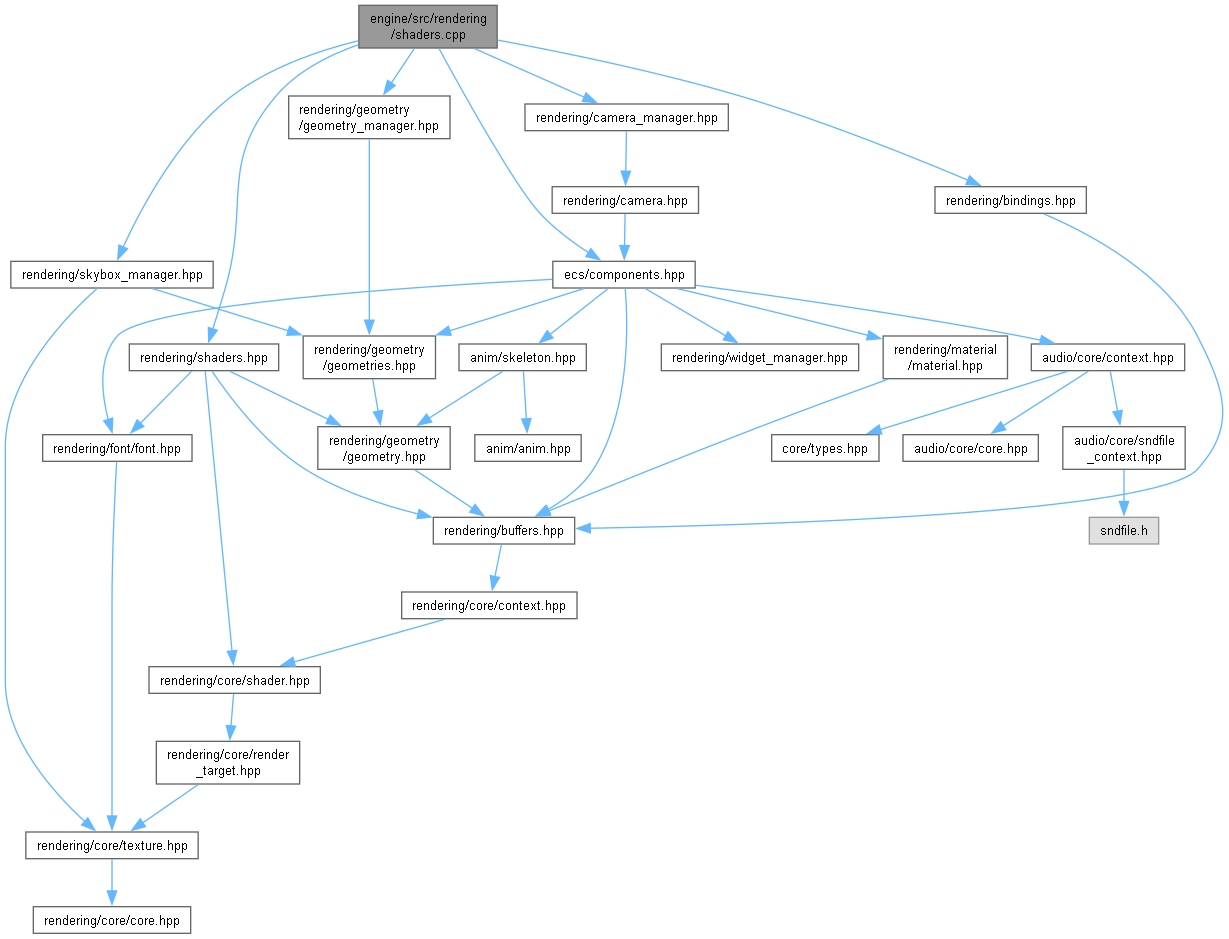 engine/src/rendering
/shaders.cpp
rendering/geometry
/geometry_manager.hpp
rendering/camera_manager.hpp
rendering/camera.hpp
rendering/bindings.hpp
rendering/skybox_manager.hpp
ecs/components.hpp
rendering/shaders.hpp
rendering/geometry
/geometries.hpp
anim/skeleton.hpp
rendering/widget_manager.hpp
rendering/material
/material.hpp
audio/core/context.hpp
rendering/font/font.hpp
rendering/geometry
/geometry.hpp
anim/anim.hpp
core/types.hpp
audio/core/core.hpp
audio/core/sndfile
_context.hpp
rendering/buffers.hpp
sndfile.h
rendering/core/context.hpp
rendering/core/shader.hpp
rendering/core/render
_target.hpp
rendering/core/texture.hpp
rendering/core/core.hpp